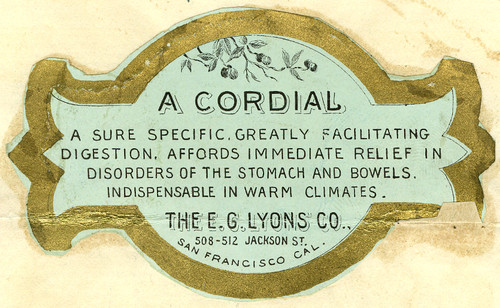 A CORDIAL
A SURE SPECIFIC. GREATLY FACILITATING
DIGESTION. AFFORDS IMMEDIATE RELIEF IN
DISORDERS OF THE STOMACH AND BOWELS.
INDISPENSABLE IN WARM CLIMATES.
THE E. G. LYONS CO.,
508-512 JACKSON ST.
SAN FRANCISCO CAL.